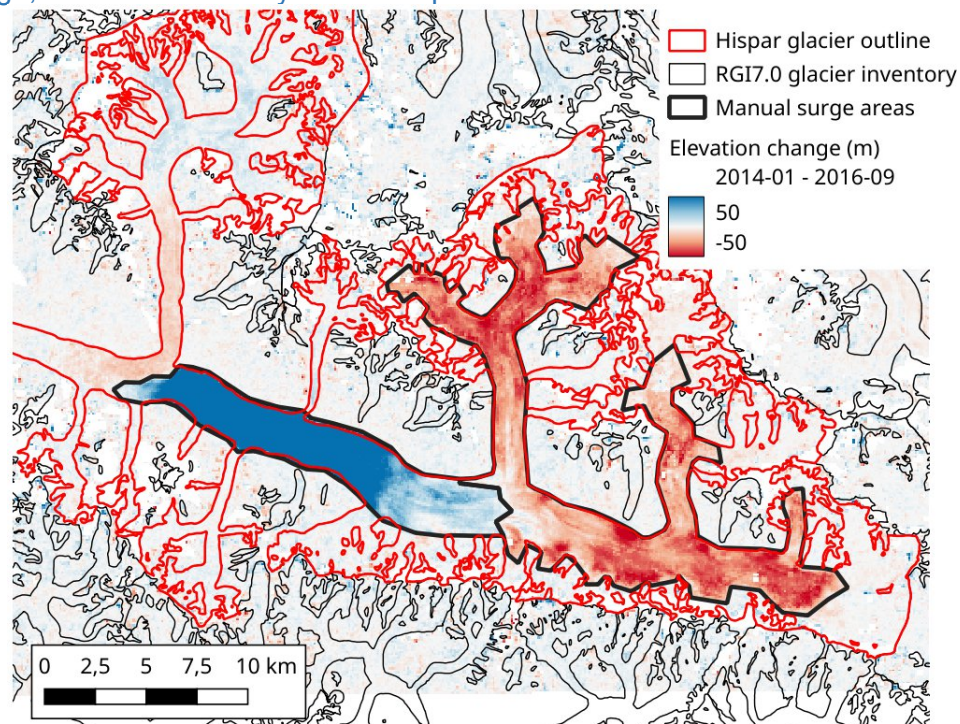 Hispar glacier outline
RGI7.0 glacier inventory
Manual surge areas
Elevation change (m)
2014-01 - 2016-09
50
-50
0 2,5 5 7,5 10 km